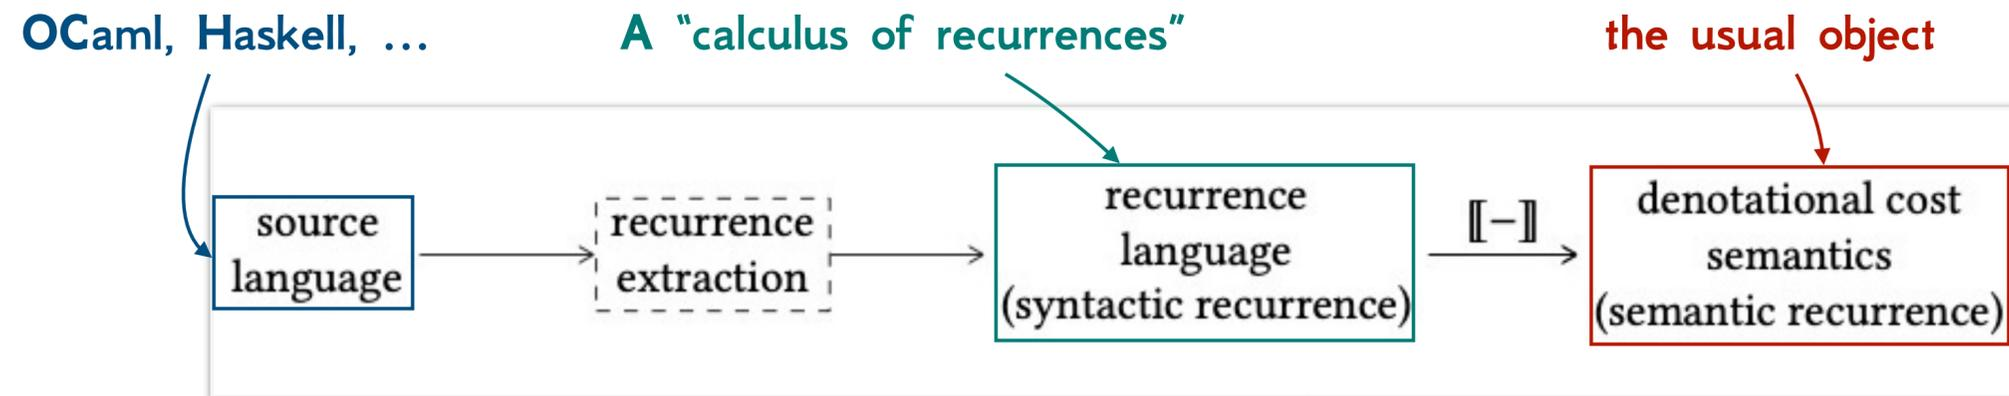 OCaml, Haskell, ...
A “calculus of recurrences”
the usual object
source
language
recurrence
extraction
recurrence
language
(syntactic recurrence)
⟦−⟧
denotational cost
semantics
(semantic recurrence)